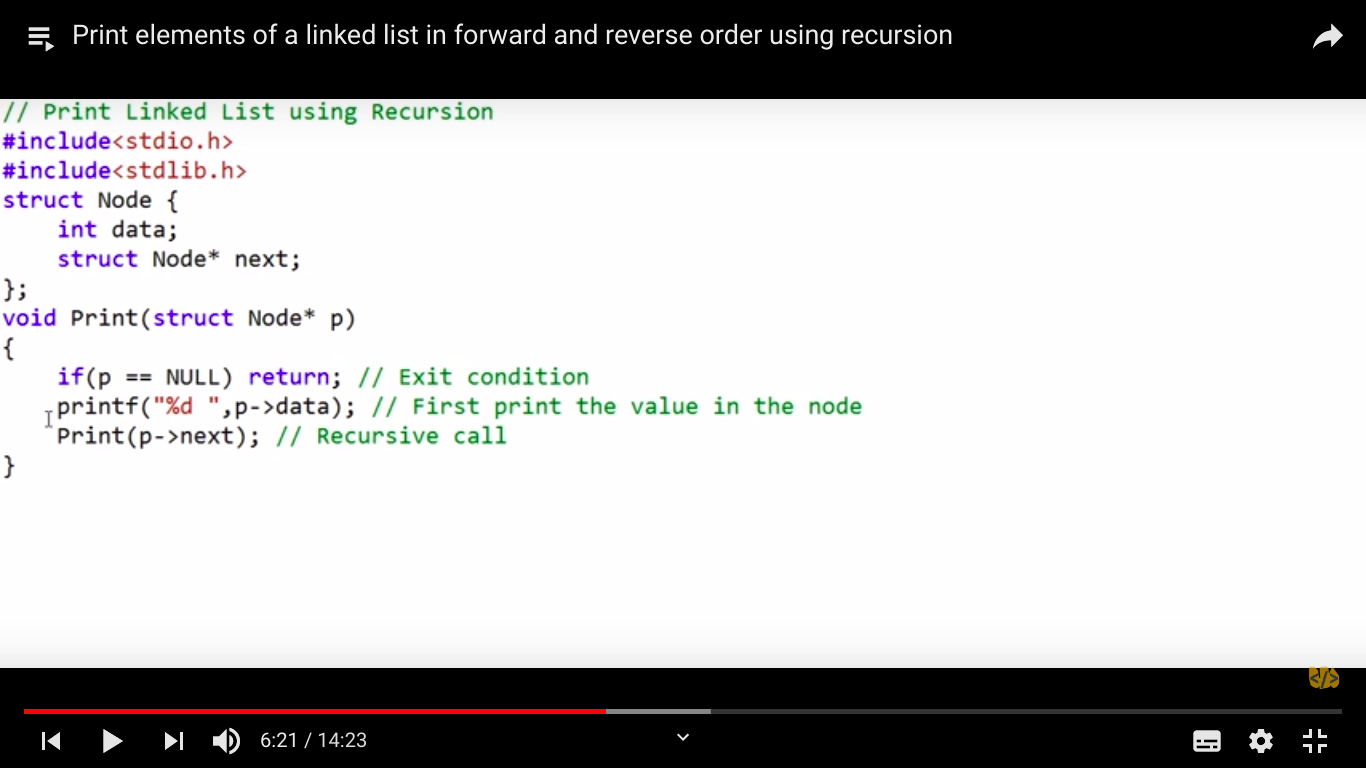 Print elements of a linked list in forward and reverse order using recursion
// Print Linked List using Recursion
#include<stdio.h>
#include<stdlib.h>
struct Node {
    int data;
    struct Node* next;
};
void Print(struct Node* p)
{
    if(p == NULL) return; // Exit condition
    printf("%d ",p->data); // First print the value in the node
    Print(p->next); // Recursive call
}
</>
6:21 / 14:23